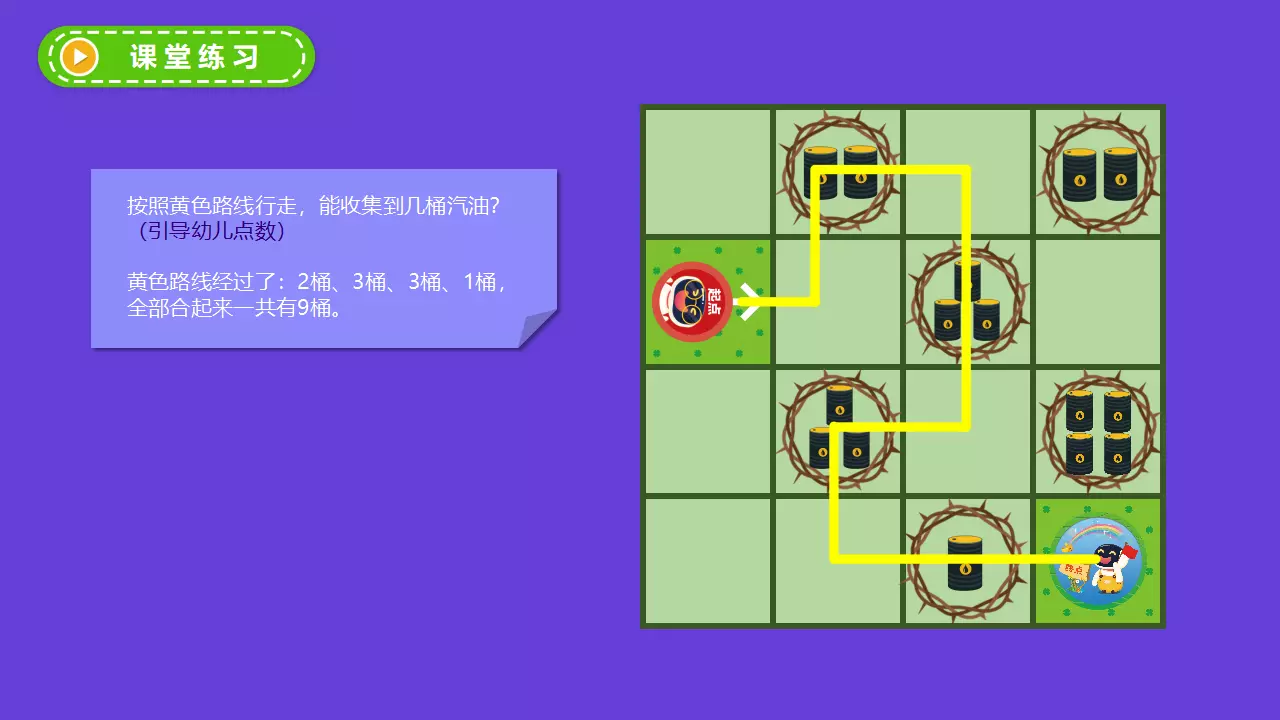 课堂练习
按照黄色路线行走，能收集到几桶汽油?
（引导幼儿点数）
黄色路线经过了：2桶、3桶、3桶、1桶，
全部合起来一共有9桶。
起点
终点